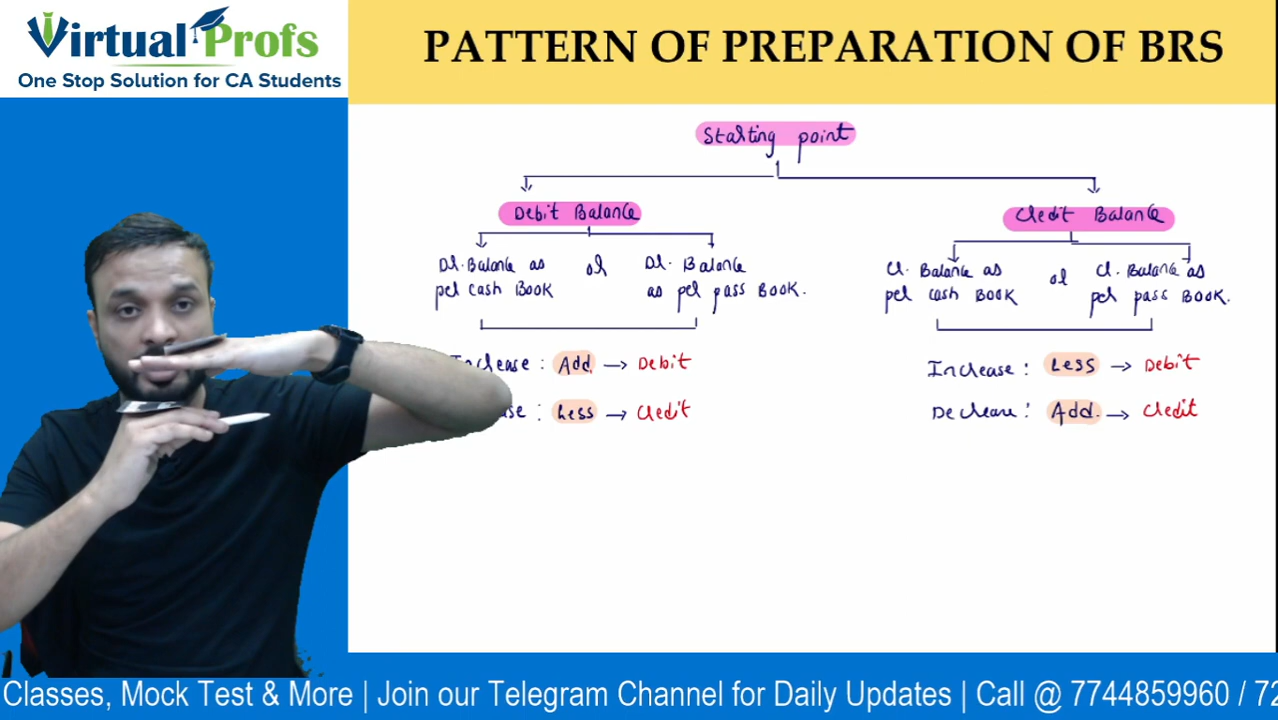 Virtual Profs
One Stop Solution for CA Students
PATTERN OF PREPARATION OF BRS
Starting point
Debit Balance
Credit Balance
Dr. Balance as
per cash Book
or
Dr. Balance
as per pass Book.
Cr. Balance as
per cash Book
or
Cr. Balance as
per pass Book.
Increase : Add → Debit
Less → Credit
Increase : Less → Debit
Decrease : Add. → Credit
Classes, Mock Test & More | Join our Telegram Channel for Daily Updates | Call @ 7744859960 / 72